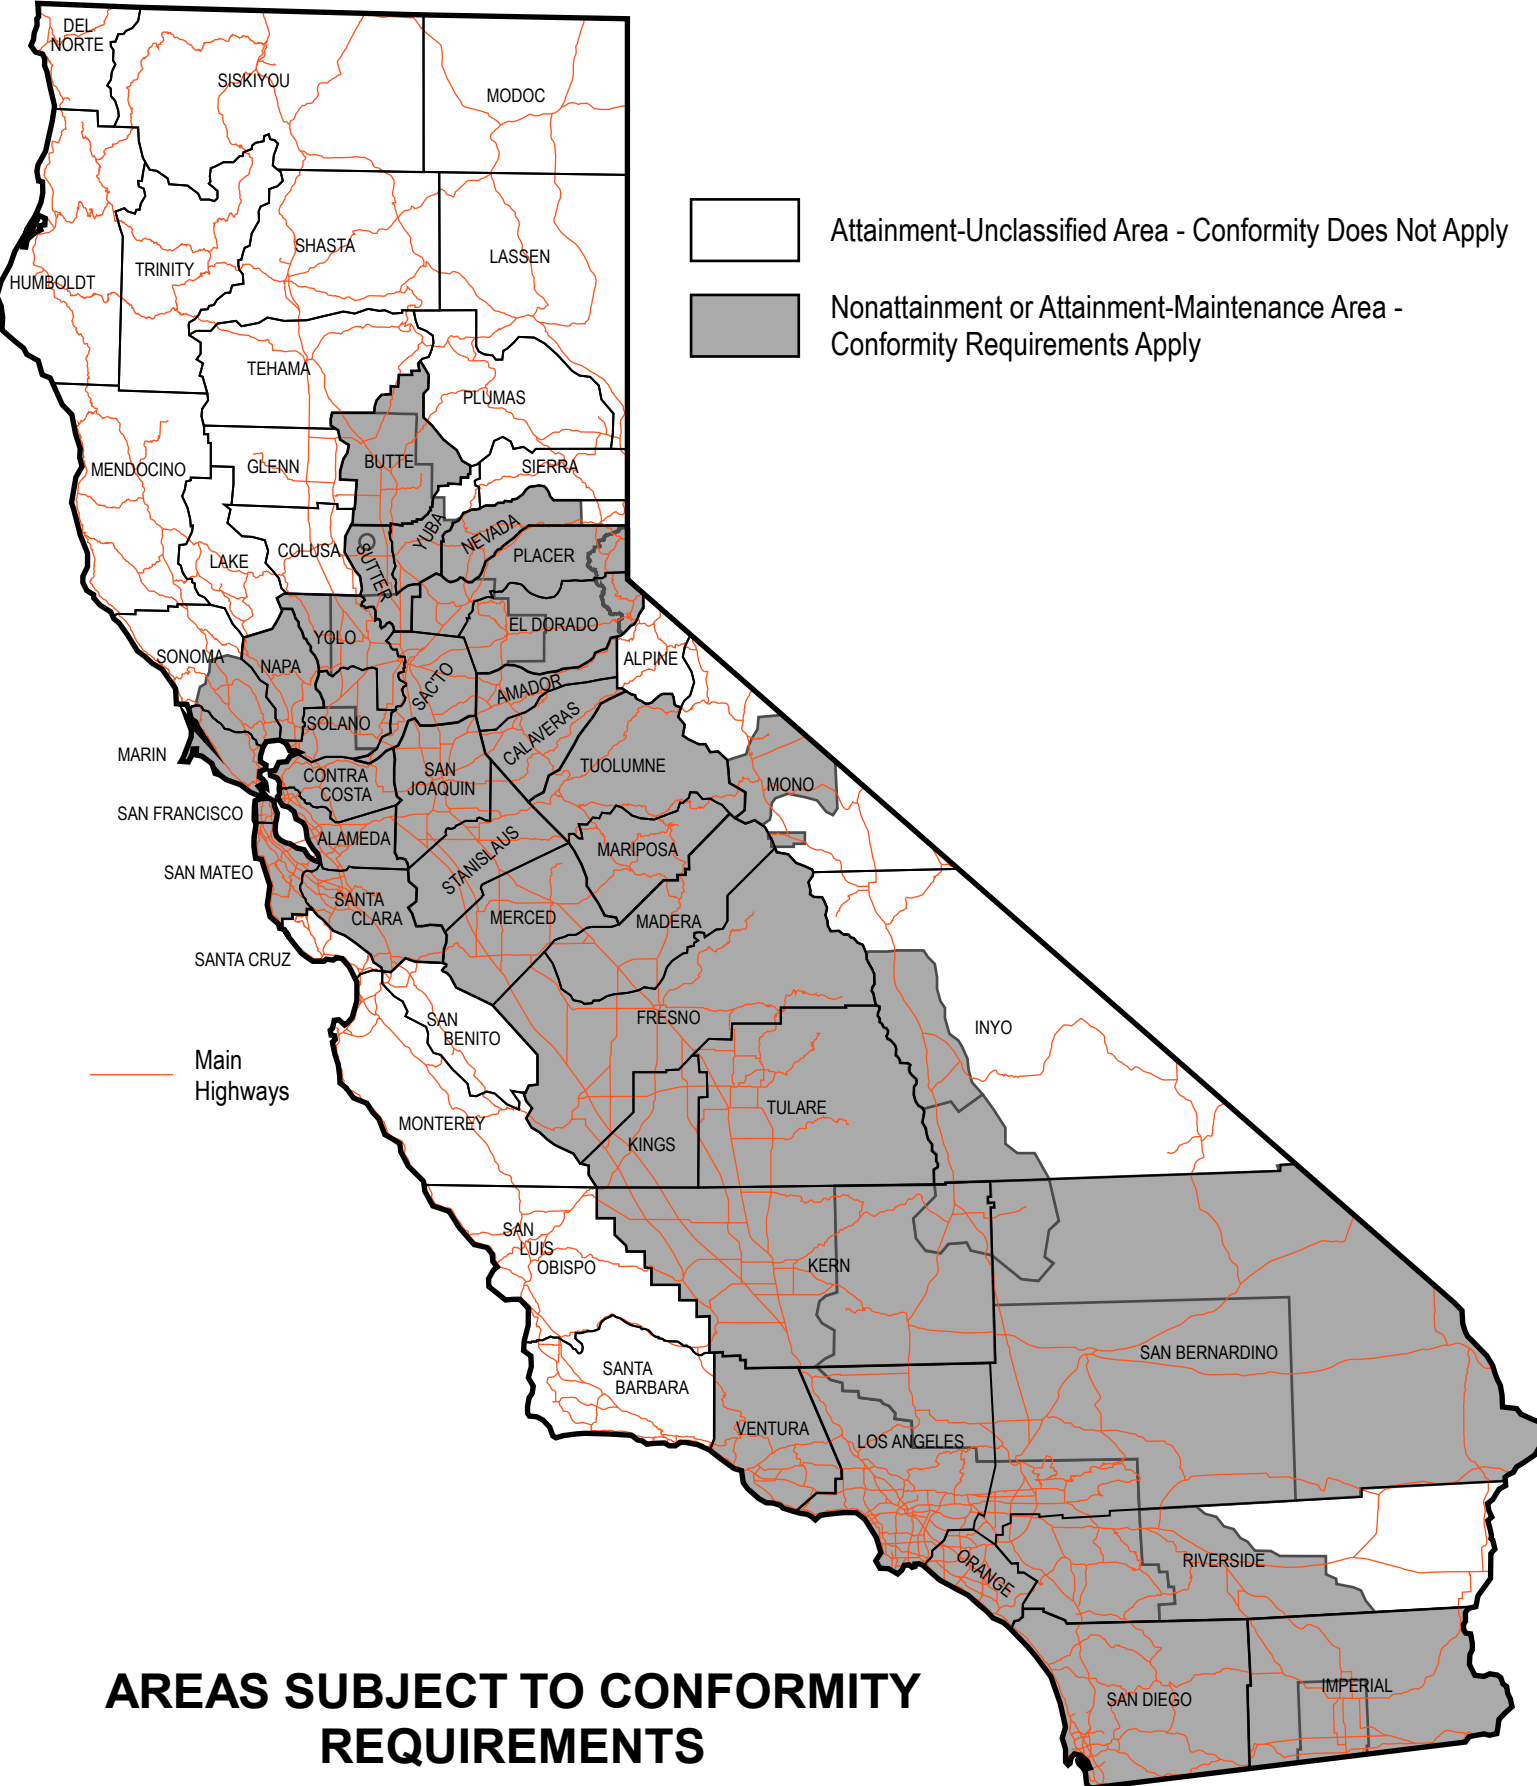 DEL
NORTE
SISKIYOU
MODOC
HUMBOLDT
TRINITY
SHASTA
LASSEN
Attainment-Unclassified Area - Conformity Does Not Apply
Nonattainment or Attainment-Maintenance Area -
Conformity Requirements Apply
TEHAMA
PLUMAS
MENDOCINO
GLENN
BUTTE
SIERRA
LAKE
COLUSA
SUTTER
YUBA
NEVADA
PLACER
SONOMA
NAPA
YOLO
EL DORADO
ALPINE
SAC'TO
AMADOR
SOLANO
CALAVERAS
MARIN
CONTRA
COSTA
SAN
JOAQUIN
TUOLUMNE
MONO
SAN FRANCISCO
ALAMEDA
STANISLAUS
MARIPOSA
SAN MATEO
SANTA
CLARA
MERCED
MADERA
SANTA CRUZ
SAN
BENITO
FRESNO
INYO
Main
Highways
MONTEREY
KINGS
TULARE
SAN
LUIS
OBISPO
KERN
SANTA
BARBARA
SAN BERNARDINO
VENTURA
LOS ANGELES
ORANGE
RIVERSIDE
SAN DIEGO
IMPERIAL
AREAS SUBJECT TO CONFORMITY
REQUIREMENTS